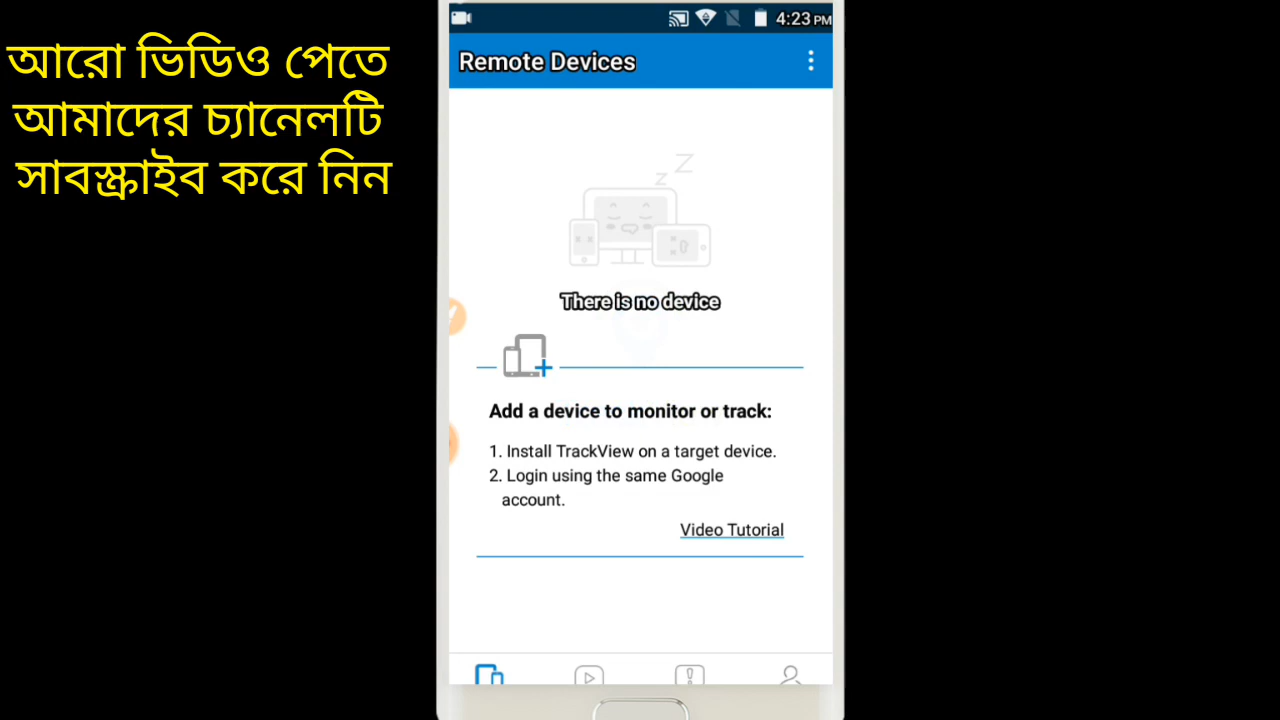 আরো ভিডিও পেতে
আমাদের চ্যানেলটি
সাবস্ক্রাইব করে নিন
4:23 PM
Remote Devices
z z
There is no device
Add a device to monitor or track:
1. Install TrackView on a target device.
2. Login using the same Google
account.
Video Tutorial